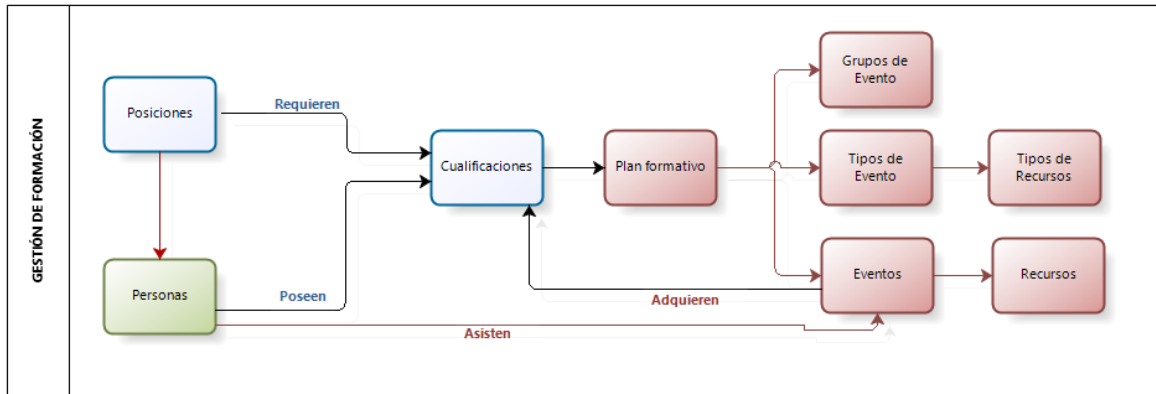 GESTIÓN DE FORMACIÓN
Posiciones
Requieren
Personas
Poseen
Asisten
Cualificaciones
Plan formativo
Adquieren
Grupos de
Evento
Tipos de
Evento
Tipos de
Recursos
Eventos
Recursos